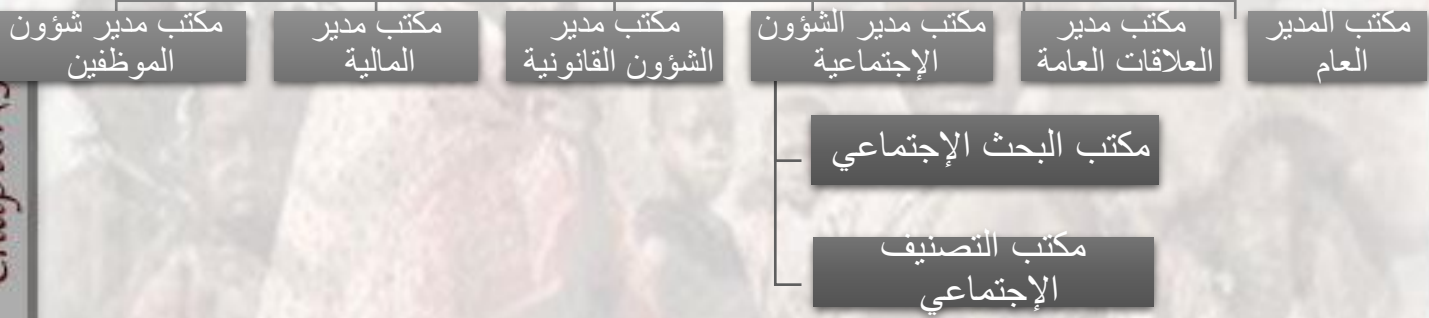 مكتب المدير
العام
مكتب مدير
العلاقات العامة
مكتب مدير الشؤون
الإجتماعية
مكتب مدير
الشؤون القانونية
مكتب مدير
المالية
مكتب مدير شؤون
الموظفين
مكتب البحث الإجتماعي
مكتب التصنيف
الإجتماعي